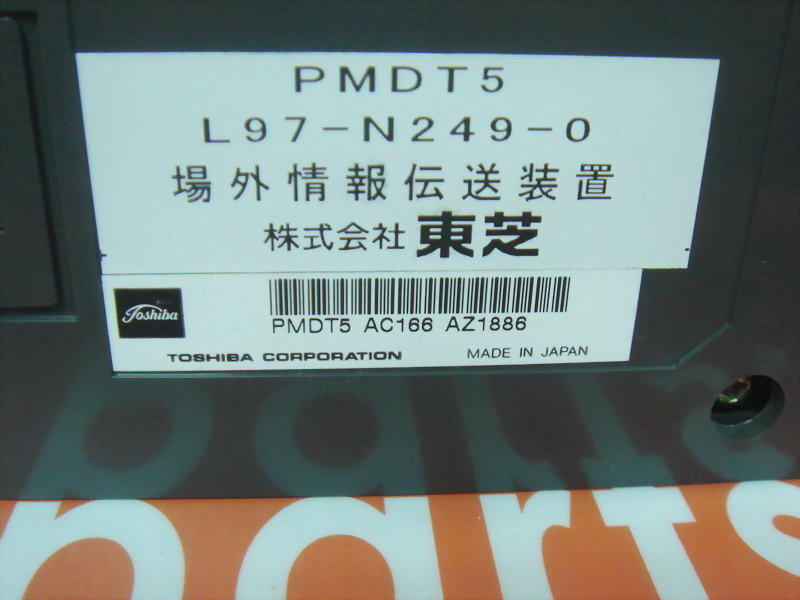 PMDT5
L97-N249-0
場外情報伝送装置
株式会社 東芝
Toshiba
PMDT5 AC166 AZ1886
TOSHIBA CORPORATION MADE IN JAPAN
parts
parts